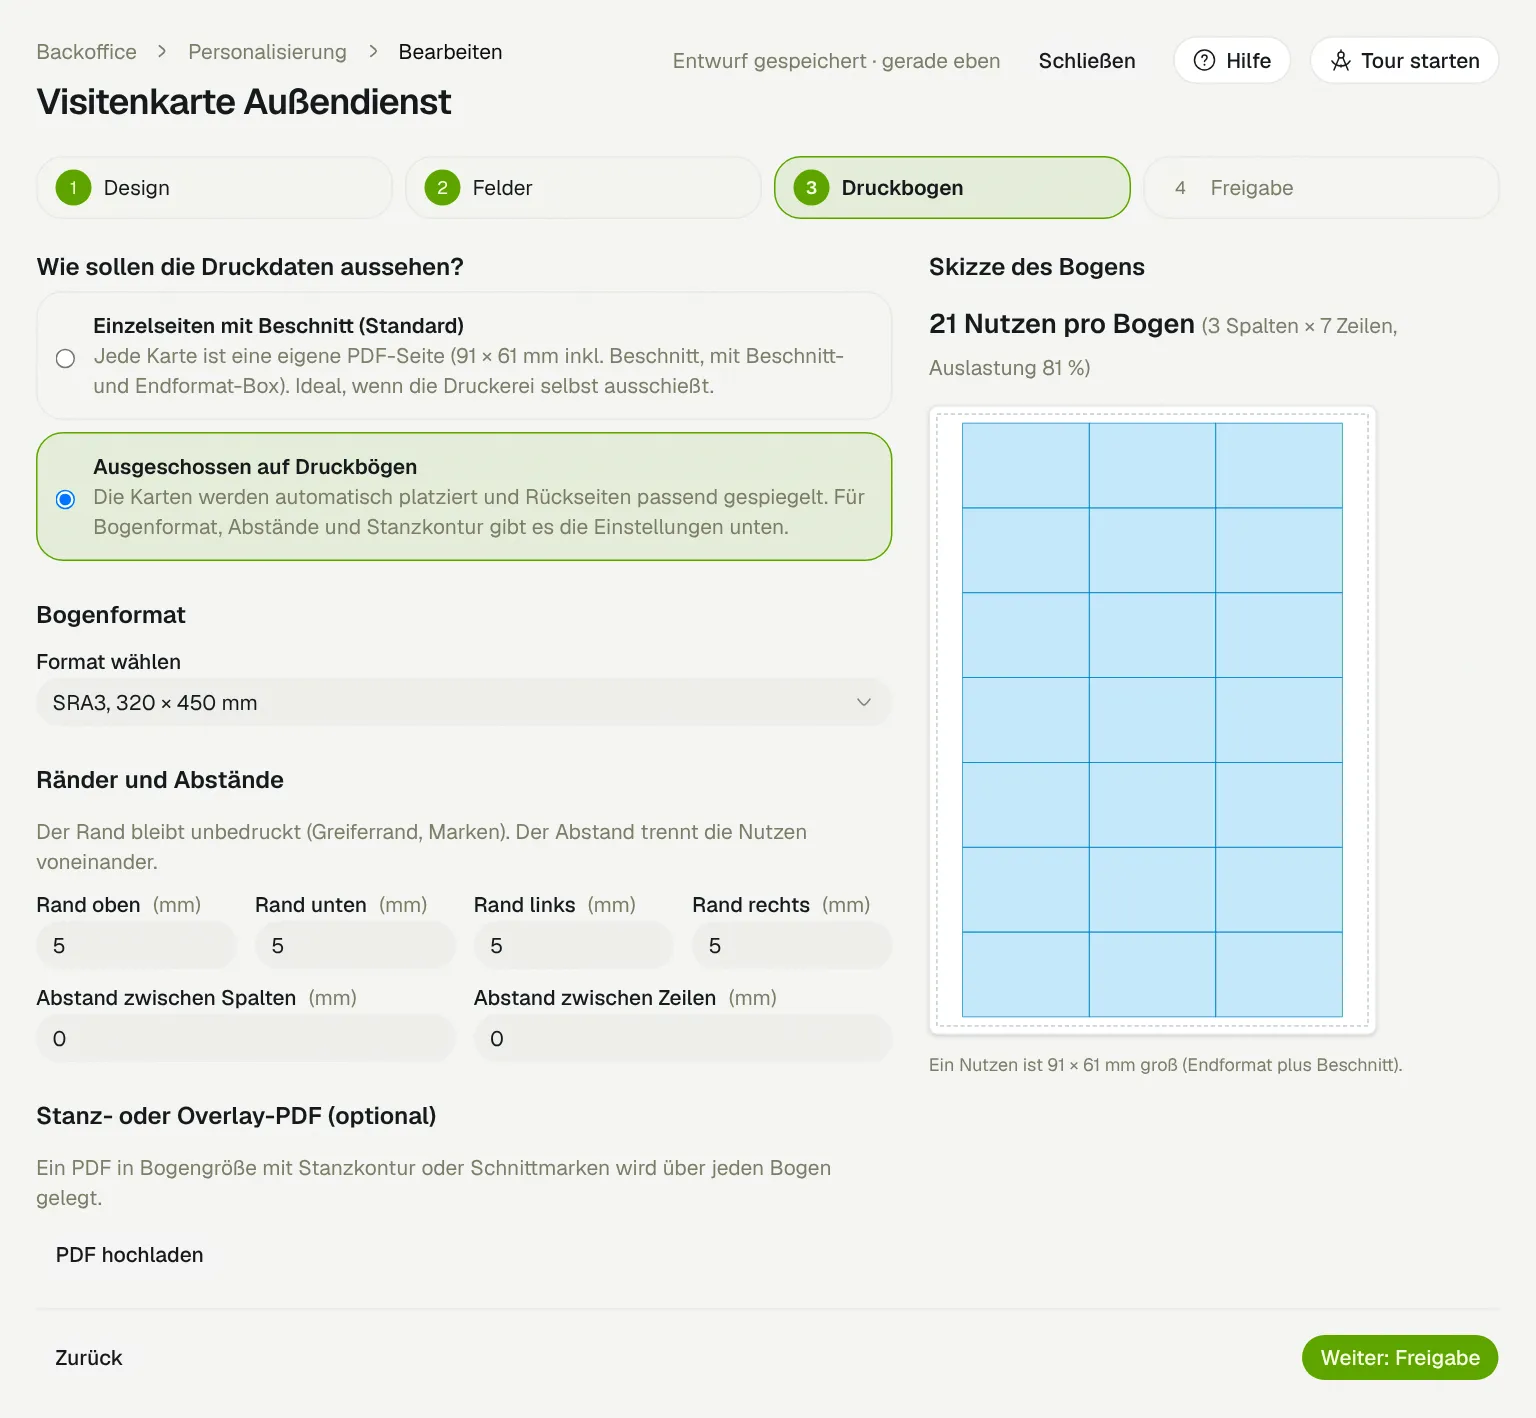 Backoffice > Personalisierung > Bearbeiten
Entwurf gespeichert · gerade eben
Schließen
Hilfe
Tour starten
Visitenkarte Außendienst
1 Design
2 Felder
3 Druckbogen
4 Freigabe
Wie sollen die Druckdaten aussehen?
Einzelseiten mit Beschnitt (Standard)
Jede Karte ist eine eigene PDF-Seite (91 × 61 mm inkl. Beschnitt, mit Beschnitt-
und Endformat-Box). Ideal, wenn die Druckerei selbst ausschießt.
Ausgeschossen auf Druckbögen
Die Karten werden automatisch platziert und Rückseiten passend gespiegelt. Für
Bogenformat, Abstände und Stanzkontur gibt es die Einstellungen unten.
Bogenformat
Format wählen
SRA3, 320 × 450 mm
Ränder und Abstände
Der Rand bleibt unbedruckt (Greiferrand, Marken). Der Abstand trennt die Nutzen
voneinander.
Rand oben (mm)
5
Rand unten (mm)
5
Rand links (mm)
5
Rand rechts (mm)
5
Abstand zwischen Spalten (mm)
0
Abstand zwischen Zeilen (mm)
0
Stanz- oder Overlay-PDF (optional)
Ein PDF in Bogengröße mit Stanzkontur oder Schnittmarken wird über jeden Bogen
gelegt.
PDF hochladen
Skizze des Bogens
21 Nutzen pro Bogen (3 Spalten × 7 Zeilen,
Auslastung 81 %)
Ein Nutzen ist 91 × 61 mm groß (Endformat plus Beschnitt).
Zurück
Weiter: Freigabe